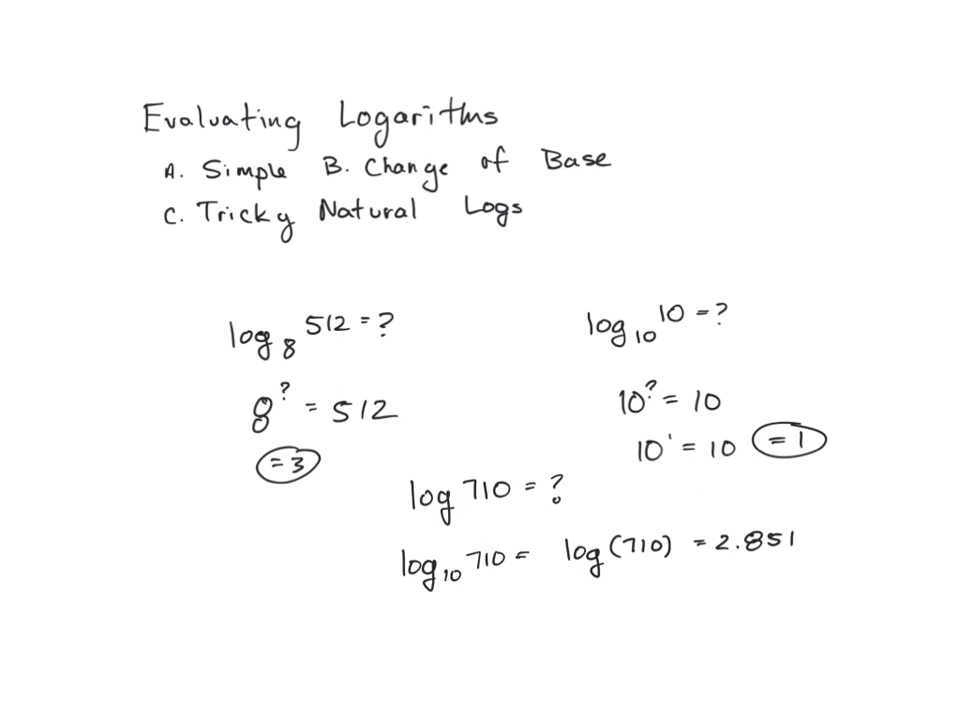 Evaluating Logarithms
A. Simple B. Change of Base
C. Tricky Natural Logs
log₈ 512 = ?
8^? = 512
= 3
log₁₀ 10 = ?
10^? = 10
10¹ = 10 = 1
log 710 = ?
log₁₀ 710 = log (710) = 2.851